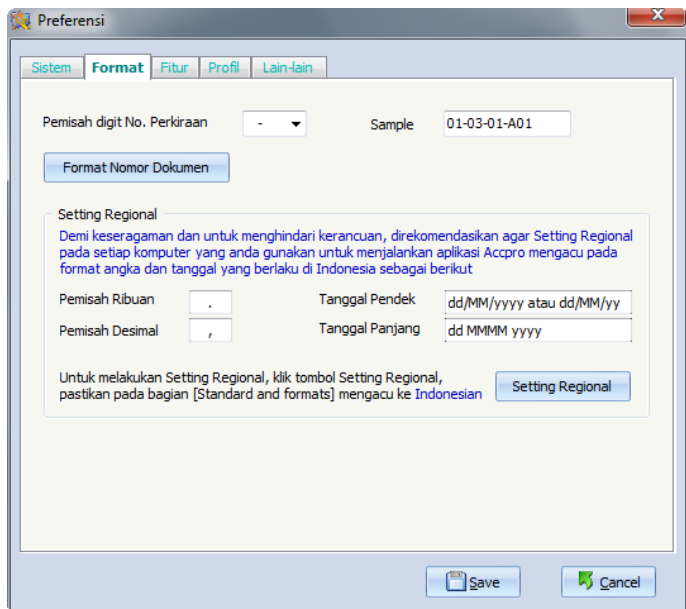 Preferensi
Sistem Format Fitur Profil Lain-lain
Pemisah digit No. Perkiraan - Sample 01-03-01-A01
Format Nomor Dokumen
Setting Regional
Demi keseragaman dan untuk menghindari kerancuan, direkomendasikan agar Setting Regional
pada setiap komputer yang anda gunakan untuk menjalankan aplikasi Accpro mengacu pada
format angka dan tanggal yang berlaku di Indonesia sebagai berikut
Pemisah Ribuan . Tanggal Pendek dd/MM/yyyy atau dd/MM/yy
Pemisah Desimal , Tanggal Panjang dd MMMM yyyy
Untuk melakukan Setting Regional, klik tombol Setting Regional,
pastikan pada bagian [Standard and formats] mengacu ke Indonesian
Setting Regional
Save Cancel